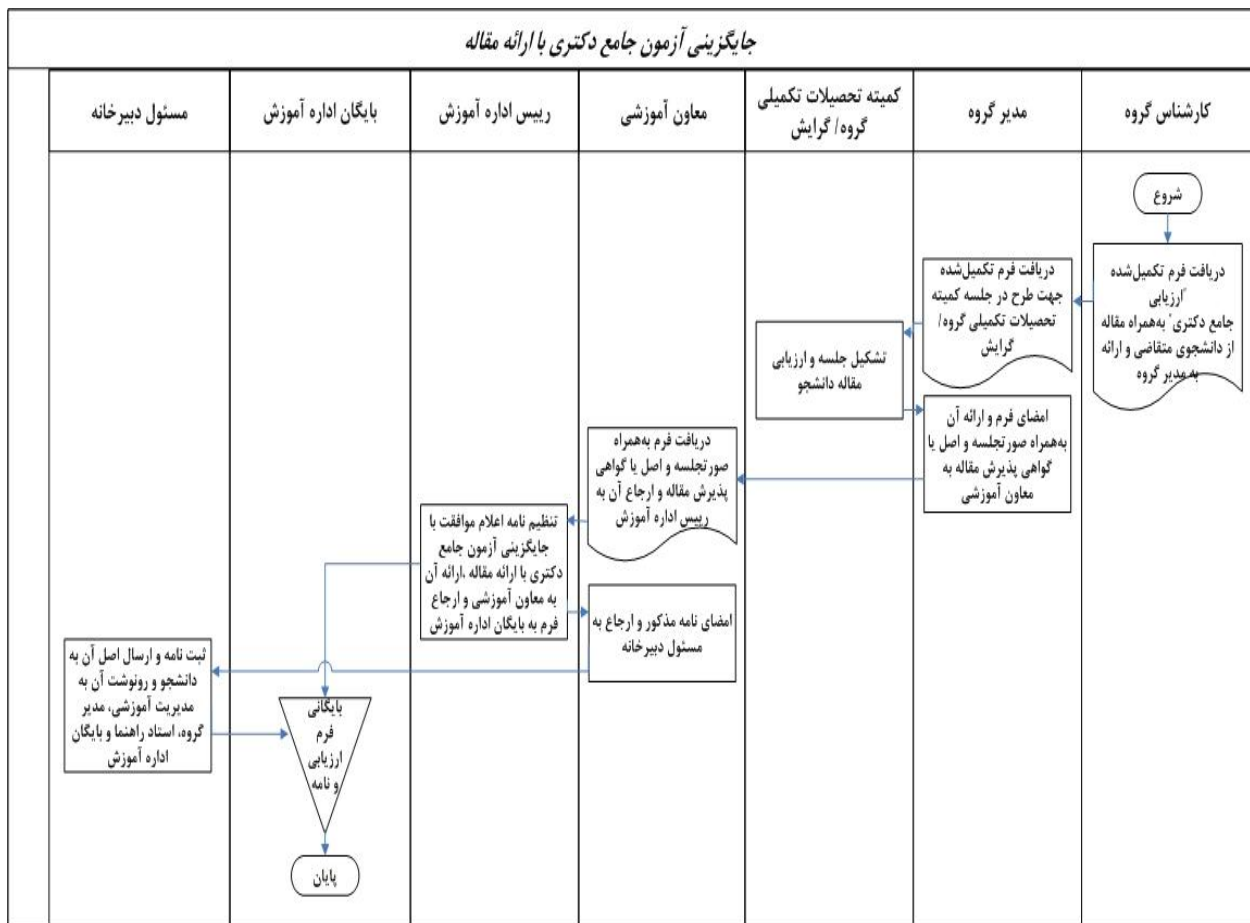 جایگزینی آزمون جامع دکتری با ارائه مقاله
کارشناس گروه
مدیر گروه
کمیته تحصیلات تکمیلی
گروه/ گرایش
معاون آموزشی
رییس اداره آموزش
بایگان اداره آموزش
مسئول دبیرخانه
شروع
دریافت فرم تکمیل‌شده
"ارزیابی
جامع دکتری" به‌همراه مقاله
از دانشجوی متقاضی و ارائه
به مدیر گروه
دریافت فرم تکمیل‌شده
جهت طرح در جلسه کمیته
تحصیلات تکمیلی گروه/
گرایش
تشکیل جلسه و ارزیابی
مقاله دانشجو
امضای فرم و ارائه آن
به‌همراه صورتجلسه و اصل یا
گواهی پذیرش مقاله به
معاون آموزشی
دریافت فرم به‌همراه
صورتجلسه و اصل یا گواهی
پذیرش مقاله و ارجاع آن به
رییس اداره آموزش
تنظیم نامه اعلام موافقت با
جایگزینی آزمون جامع
دکتری با ارائه مقاله ،ارائه آن
به معاون آموزشی و ارجاع
فرم به بایگان اداره آموزش
امضای نامه مذکور و ارجاع به
مسئول دبیرخانه
ثبت نامه و ارسال اصل آن به
دانشجو و رونوشت آن به
مدیریت آموزشی، مدیر
گروه، استاد راهنما و بایگان
اداره آموزش
بایگانی
فرم
ارزیابی
و نامه
پایان